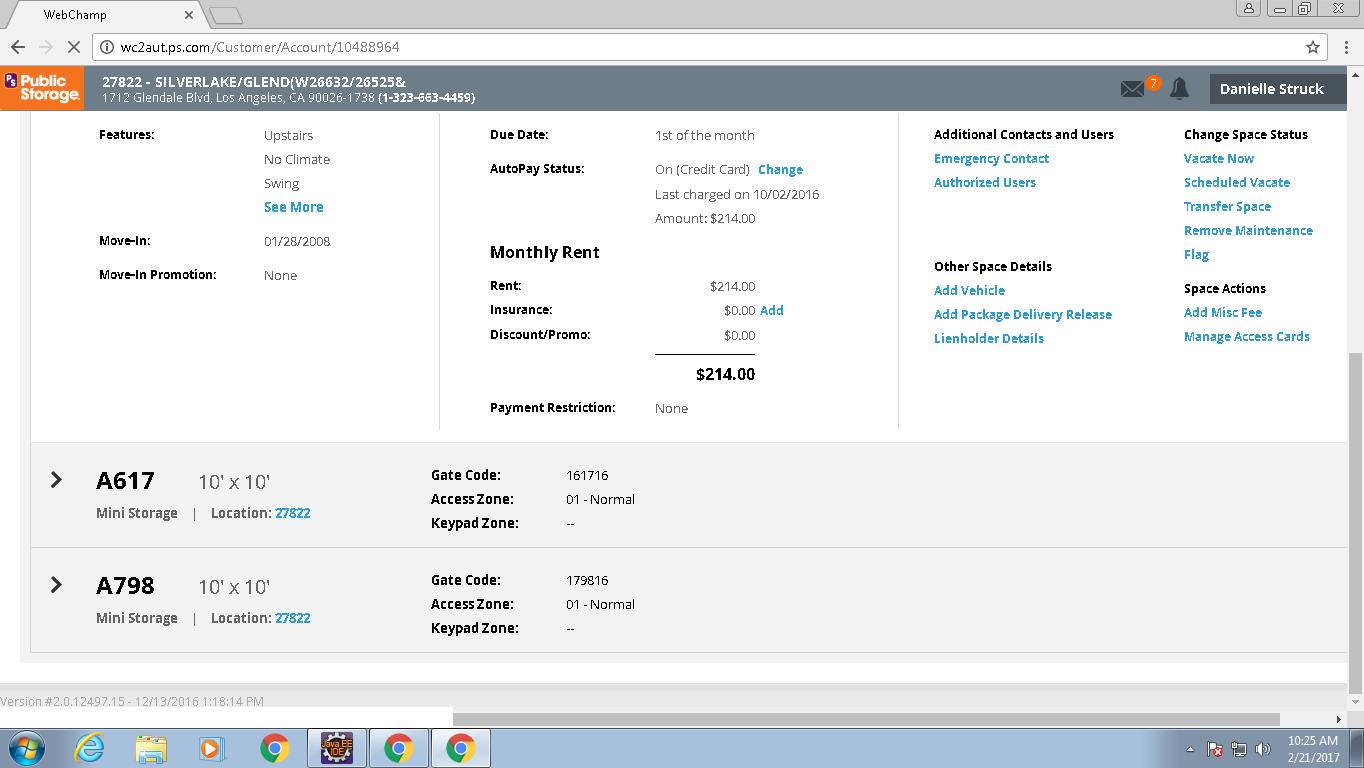 WebChamp
wc2aut.ps.com/Customer/Account/10488964
PS Public Storage
27822 - SILVERLAKE/GLEND(W26632/26525&
1712 Glendale Blvd, Los Angeles, CA 90026-1738 (1-323-663-4459)
7
Danielle Struck
Features: Upstairs
No Climate
Swing
See More
Move-In: 01/28/2008
Move-In Promotion: None
Due Date: 1st of the month
AutoPay Status: On (Credit Card) Change
Last charged on 10/02/2016
Amount: $214.00
Monthly Rent
Rent: $214.00
Insurance: $0.00 Add
Discount/Promo: $0.00
$214.00
Payment Restriction: None
Additional Contacts and Users
Emergency Contact
Authorized Users
Other Space Details
Add Vehicle
Add Package Delivery Release
Lienholder Details
Change Space Status
Vacate Now
Scheduled Vacate
Transfer Space
Remove Maintenance
Flag
Space Actions
Add Misc Fee
Manage Access Cards
A617 10' x 10'
Mini Storage | Location: 27822
Gate Code: 161716
Access Zone: 01 - Normal
Keypad Zone: --
A798 10' x 10'
Mini Storage | Location: 27822
Gate Code: 179816
Access Zone: 01 - Normal
Keypad Zone: --
Version #2.0.12497.15 - 12/13/2016 1:18:14 PM
Java EE
IDE
10:25 AM
2/21/2017